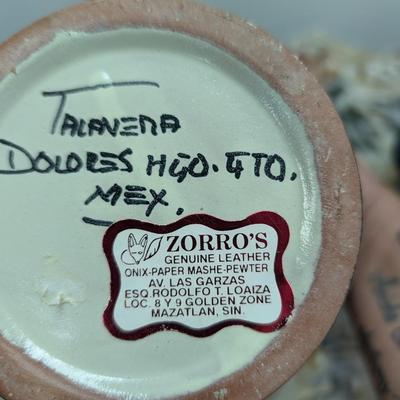 TALAVERA
DOLORES HGO. GTO.
MEX.
ZORRO'S
GENUINE LEATHER
ONIX-PAPER MASHE-PEWTER
AV. LAS GARZAS
ESQ. RODOLFO T. LOAIZA
LOC. 8 Y 9 GOLDEN ZONE
MAZATLAN, SIN.